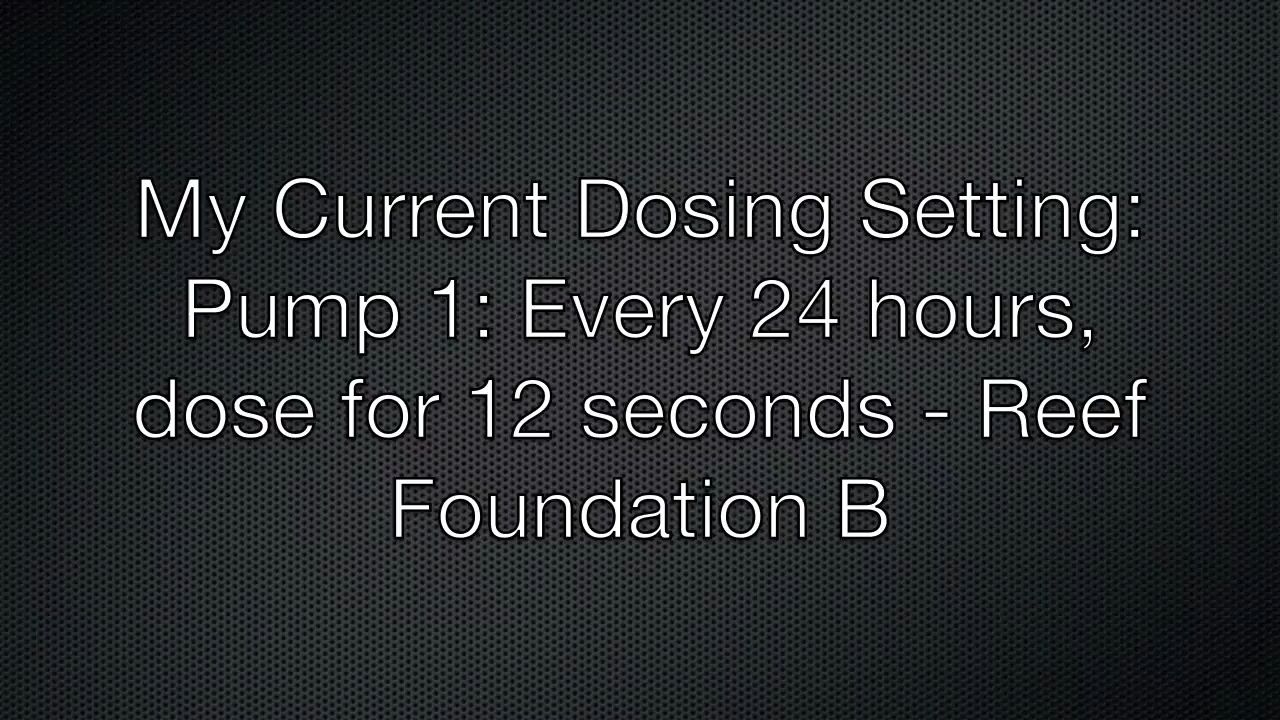 My Current Dosing Setting:
Pump 1: Every 24 hours,
dose for 12 seconds - Reef
Foundation B